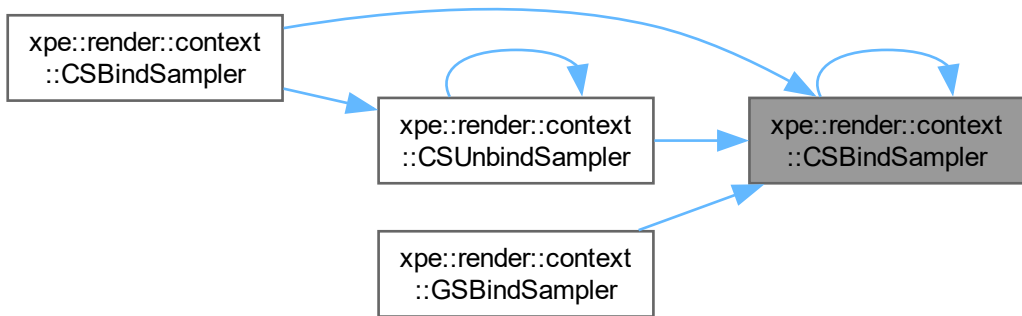 xpe::render::context
::CSBindSampler
xpe::render::context
::CSUnbindSampler
xpe::render::context
::CSBindSampler
xpe::render::context
::GSBindSampler